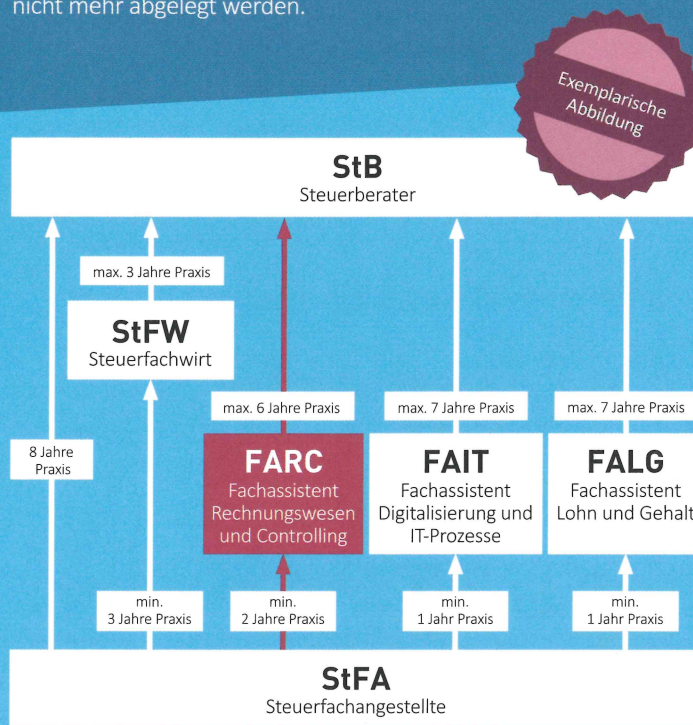 nicht mehr abgelegt werden.
Exemplarische
Abbildung
StB
Steuerberater
max. 3 Jahre Praxis
StFW
Steuerfachwirt
8 Jahre
Praxis
max. 6 Jahre Praxis
max. 7 Jahre Praxis
max. 7 Jahre Praxis
FARC
Fachassistent
Rechnungswesen
und Controlling
FAIT
Fachassistent
Digitalisierung und
IT-Prozesse
FALG
Fachassistent
Lohn und Gehalt
min.
3 Jahre Praxis
min.
2 Jahre Praxis
min.
1 Jahr Praxis
min.
1 Jahr Praxis
StFA
Steuerfachangestellte